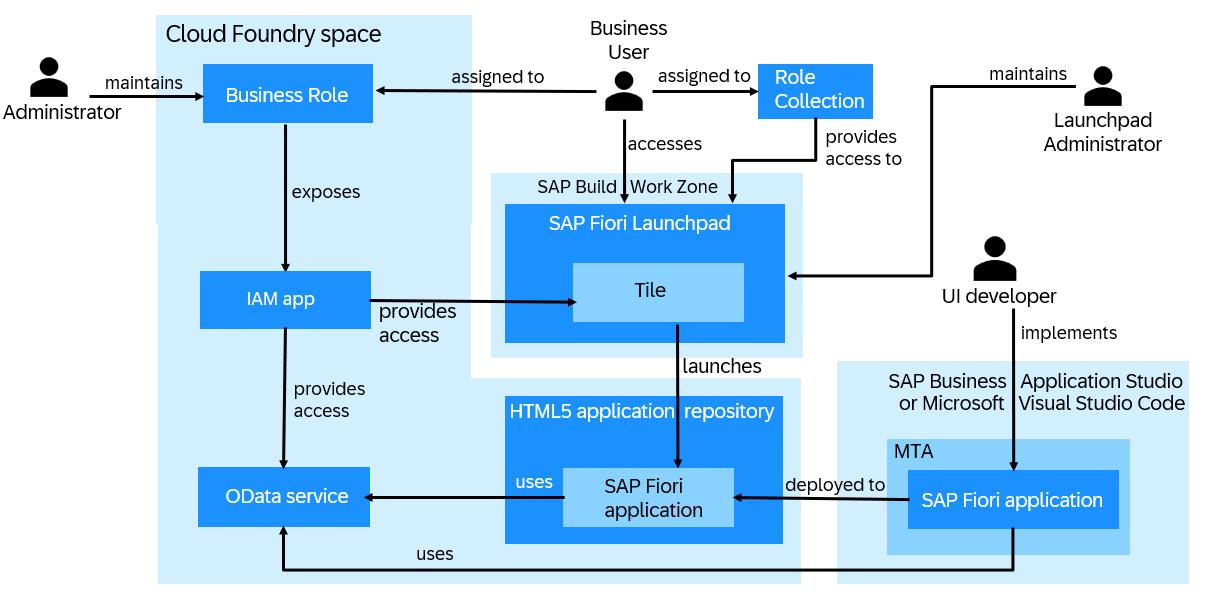 Cloud Foundry space
Business
User
maintains
Administrator
Business Role
assigned to
assigned to
Role
Collection
maintains
Launchpad
Administrator
accesses
provides
access to
exposes
SAP Build Work Zone
SAP Fiori Launchpad
Tile
IAM app
provides
access
UI developer
implements
launches
provides
access
SAP Business Application Studio
or Microsoft Visual Studio Code
HTML5 application repository
MTA
OData service
uses
SAP Fiori
application
deployed to
SAP Fiori application
uses